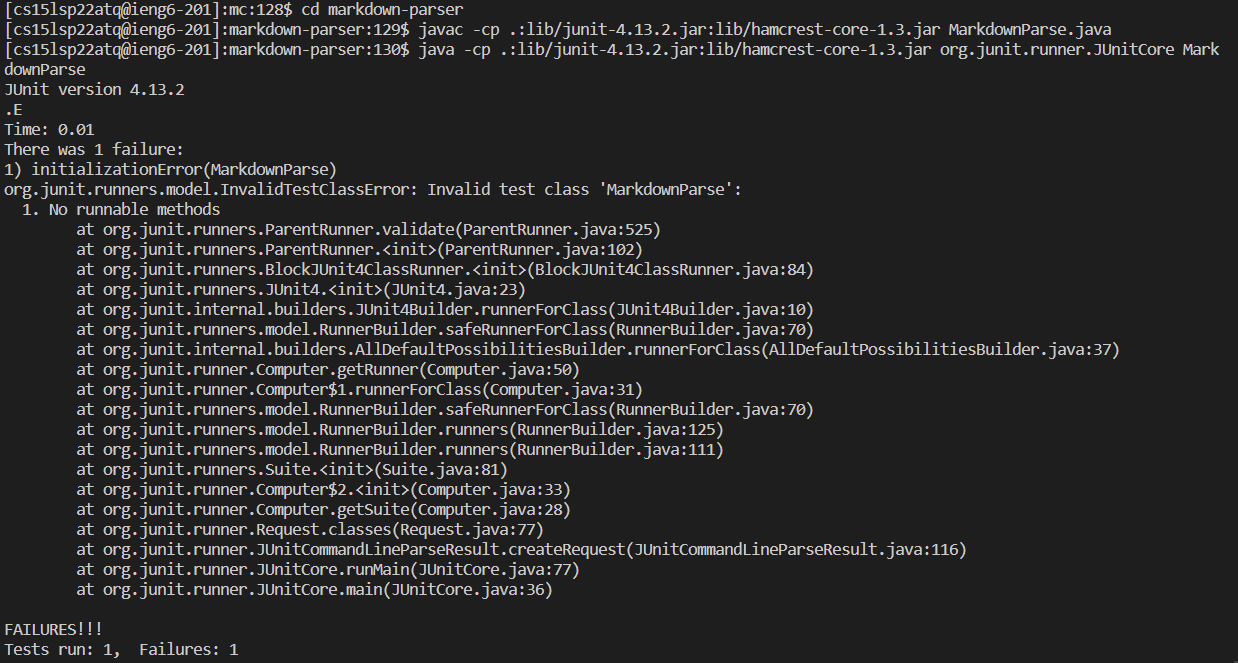 [cs15lsp22atq@ieng6-201]:mc:128$ cd markdown-parser
[cs15lsp22atq@ieng6-201]:markdown-parser:129$ javac -cp .:lib/junit-4.13.2.jar:lib/hamcrest-core-1.3.jar MarkdownParse.java
[cs15lsp22atq@ieng6-201]:markdown-parser:130$ java -cp .:lib/junit-4.13.2.jar:lib/hamcrest-core-1.3.jar org.junit.runner.JUnitCore Mark
downParse
JUnit version 4.13.2
.E
Time: 0.01
There was 1 failure:
1) initializationError(MarkdownParse)
org.junit.runners.model.InvalidTestClassError: Invalid test class 'MarkdownParse':
  1. No runnable methods
        at org.junit.runners.ParentRunner.validate(ParentRunner.java:525)
        at org.junit.runners.ParentRunner.<init>(ParentRunner.java:102)
        at org.junit.runners.BlockJUnit4ClassRunner.<init>(BlockJUnit4ClassRunner.java:84)
        at org.junit.runners.JUnit4.<init>(JUnit4.java:23)
        at org.junit.internal.builders.JUnit4Builder.runnerForClass(JUnit4Builder.java:10)
        at org.junit.runners.model.RunnerBuilder.safeRunnerForClass(RunnerBuilder.java:70)
        at org.junit.internal.builders.AllDefaultPossibilitiesBuilder.runnerForClass(AllDefaultPossibilitiesBuilder.java:37)
        at org.junit.runner.Computer.getRunner(Computer.java:50)
        at org.junit.runner.Computer$1.runnerForClass(Computer.java:31)
        at org.junit.runners.model.RunnerBuilder.safeRunnerForClass(RunnerBuilder.java:70)
        at org.junit.runners.model.RunnerBuilder.runners(RunnerBuilder.java:125)
        at org.junit.runners.model.RunnerBuilder.runners(RunnerBuilder.java:111)
        at org.junit.runners.Suite.<init>(Suite.java:81)
        at org.junit.runner.Computer$2.<init>(Computer.java:33)
        at org.junit.runner.Computer.getSuite(Computer.java:28)
        at org.junit.runner.Request.classes(Request.java:77)
        at org.junit.runner.JUnitCommandLineParseResult.createRequest(JUnitCommandLineParseResult.java:116)
        at org.junit.runner.JUnitCore.runMain(JUnitCore.java:77)
        at org.junit.runner.JUnitCore.main(JUnitCore.java:36)

FAILURES!!!
Tests run: 1,  Failures: 1